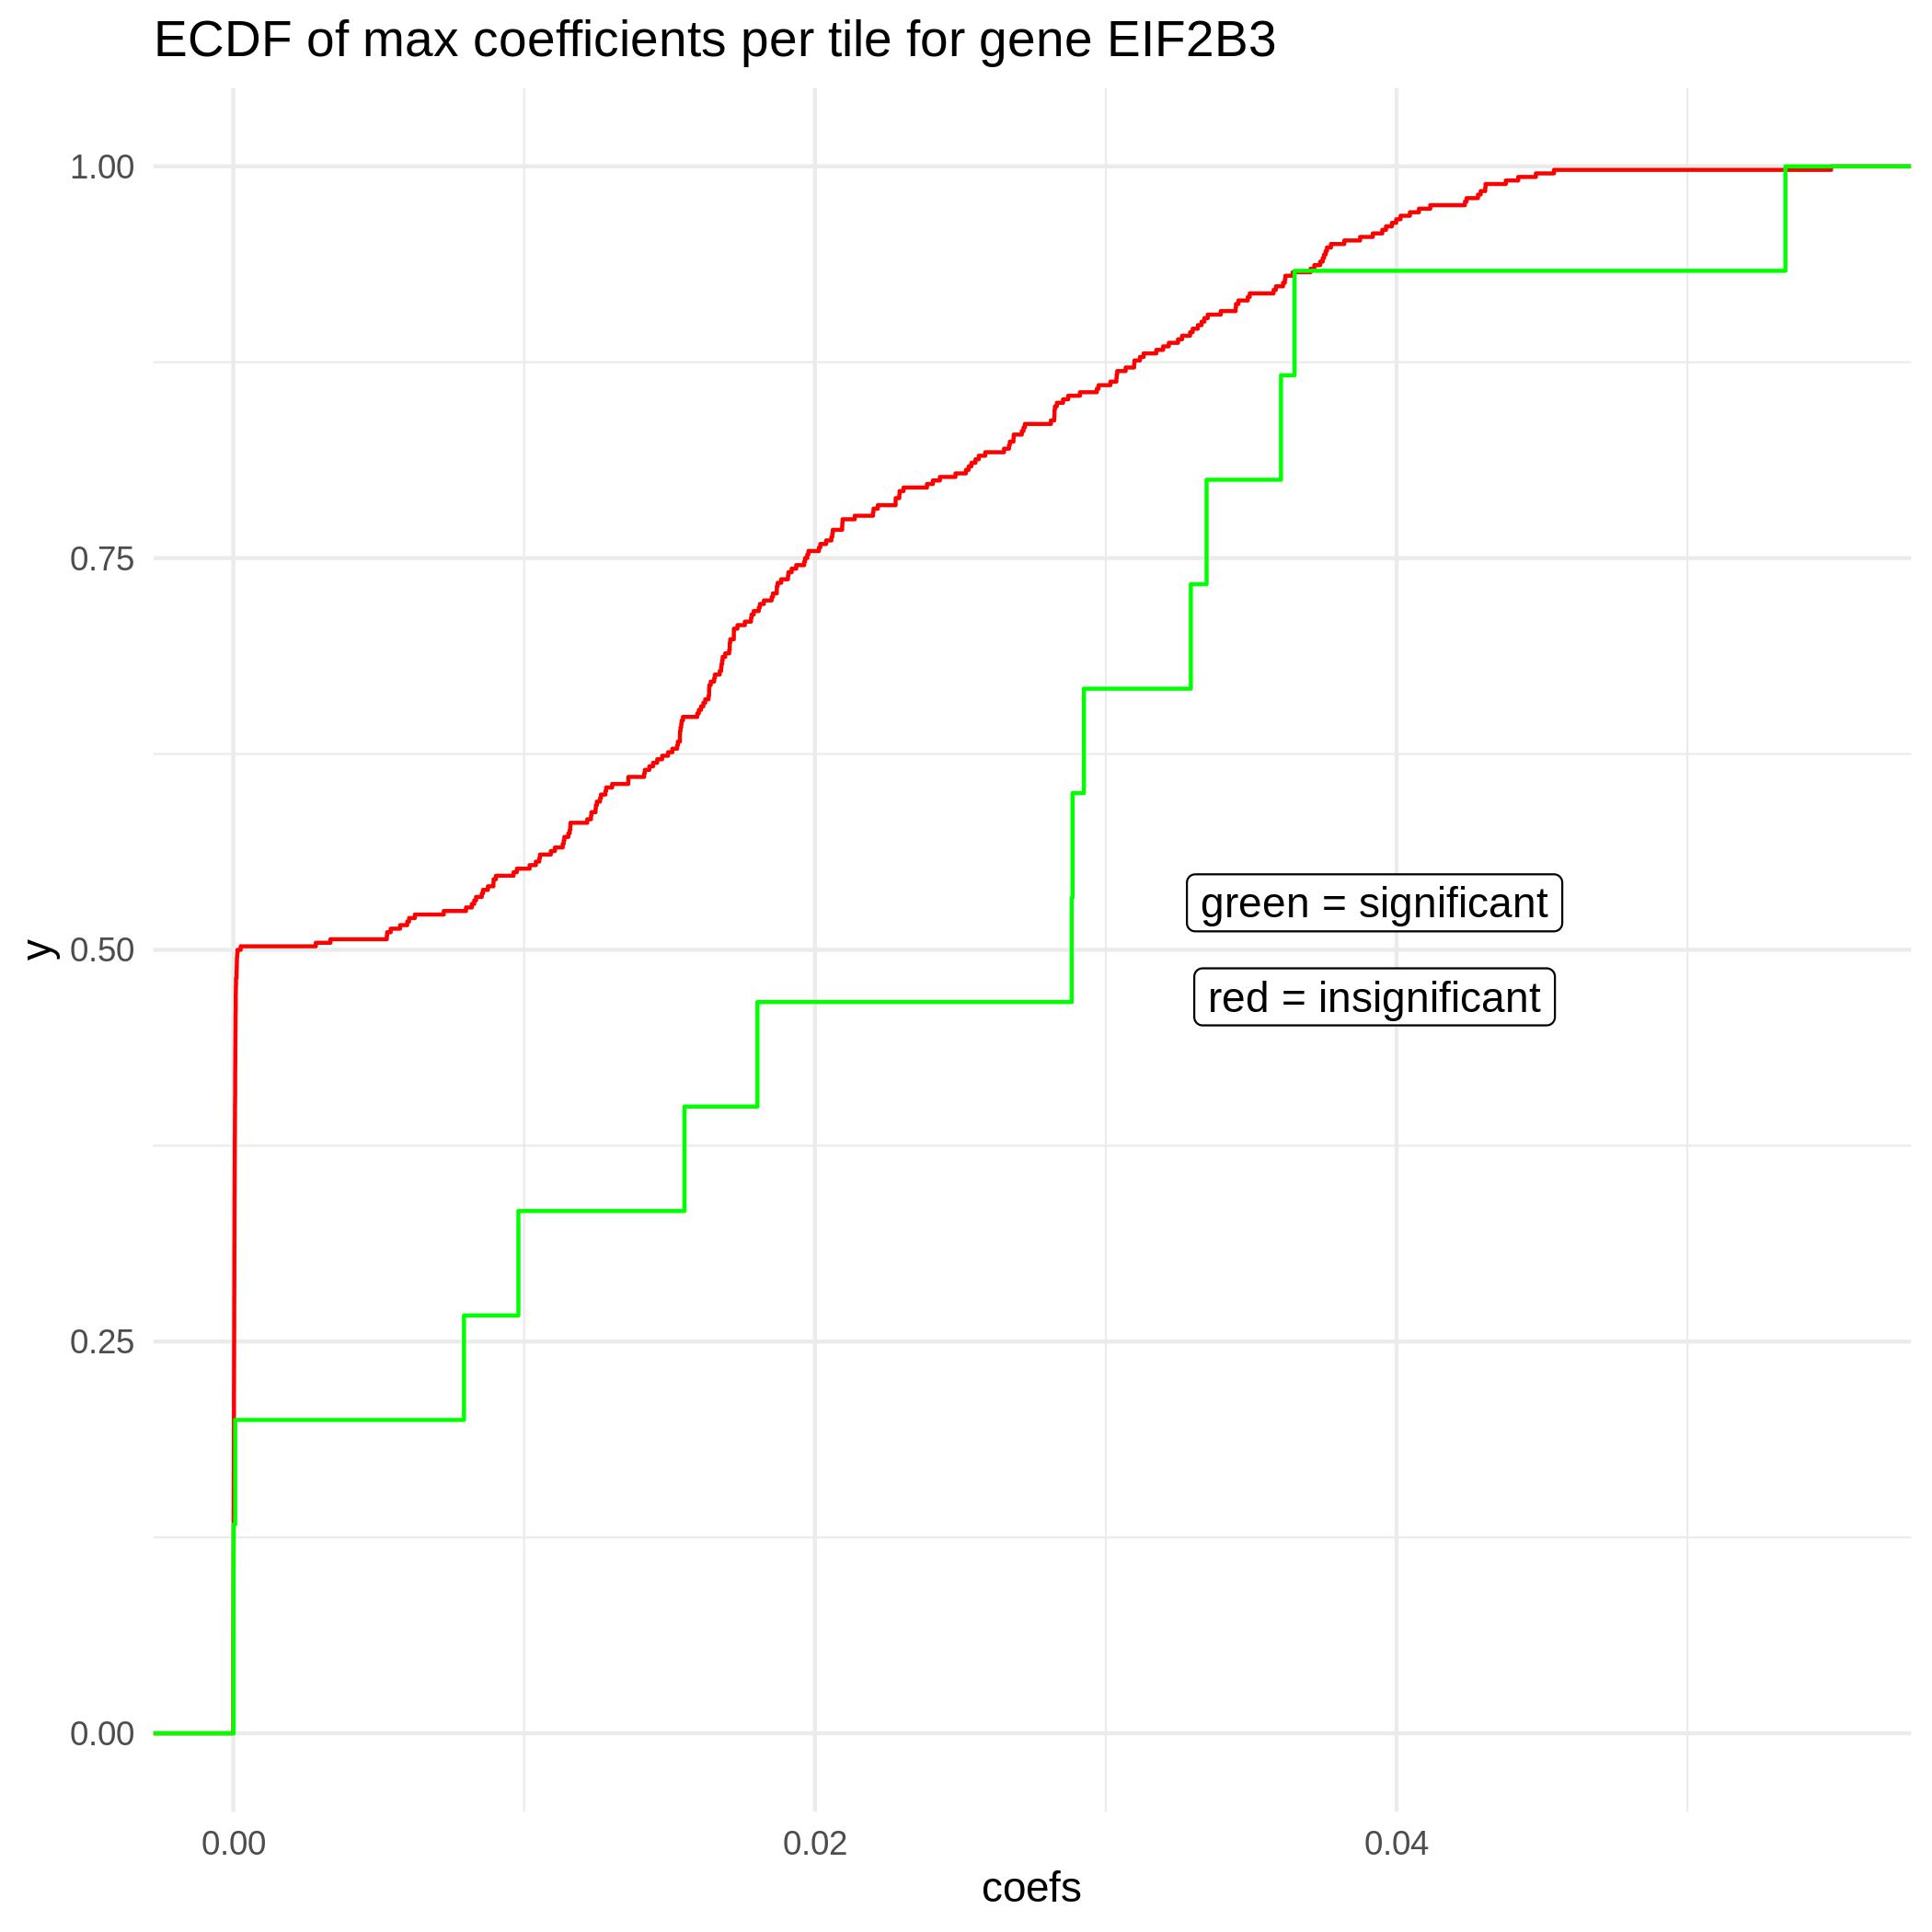 ECDF of max coefficients per tile for gene EIF2B3
1.00
0.75
0.50
0.25
0.00
y
green = significant
red = insignificant
0.00 0.02 0.04
coefs